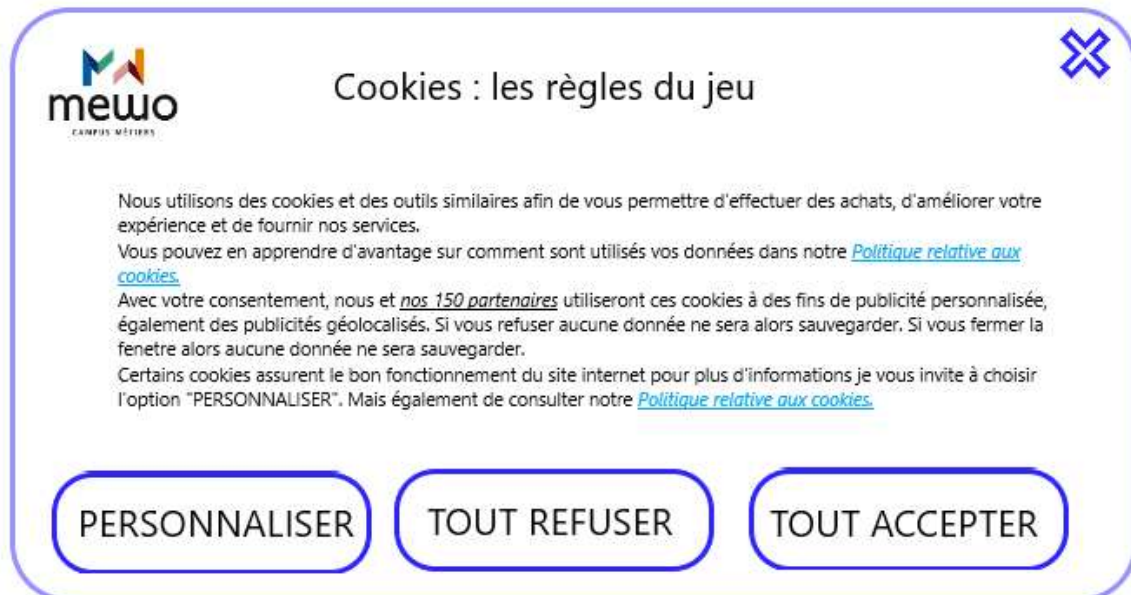 mewo
CAMPUS MÉTIERS
Cookies : les règles du jeu
Nous utilisons des cookies et des outils similaires afin de vous permettre d'effectuer des achats, d'améliorer votre
expérience et de fournir nos services.
Vous pouvez en apprendre d'avantage sur comment sont utilisés vos données dans notre Politique relative aux
cookies.
Avec votre consentement, nous et nos 150 partenaires utiliseront ces cookies à des fins de publicité personnalisée,
également des publicités géolocalisés. Si vous refuser aucune donnée ne sera alors sauvegarder. Si vous fermer la
fenetre alors aucune donnée ne sera sauvegarder.
Certains cookies assurent le bon fonctionnement du site internet pour plus d'informations je vous invite à choisir
l'option "PERSONNALISER". Mais également de consulter notre Politique relative aux cookies.
PERSONNALISER
TOUT REFUSER
TOUT ACCEPTER